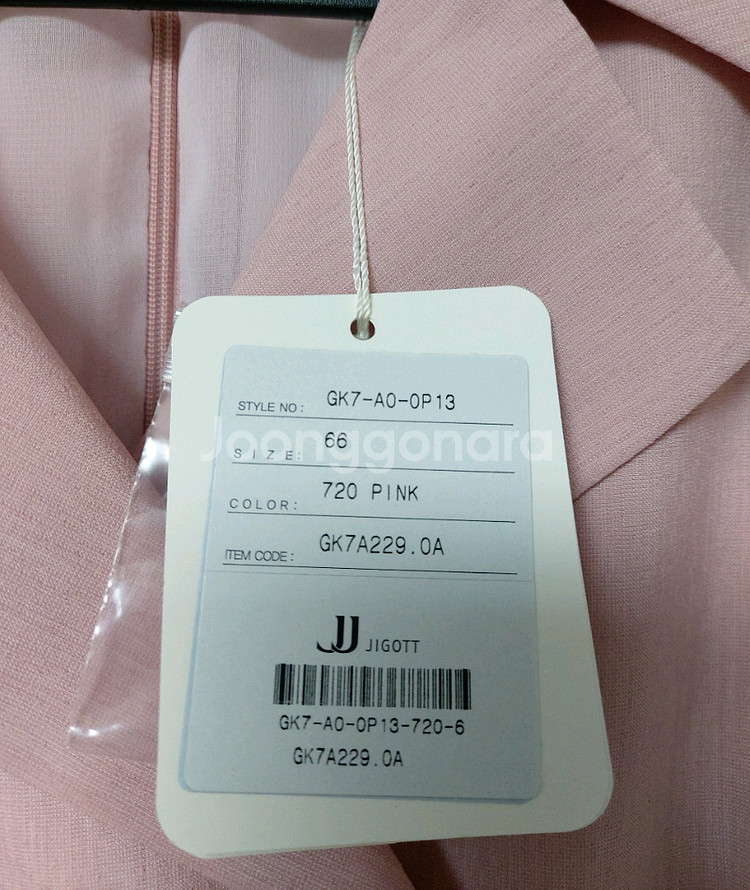 STYLE NO: GK7-A0-0P13
SIZE: 66
Joonggonara
COLOR: 720 PINK
ITEM CODE: GK7A229.0A
JJ JIGOTT
GK7-A0-0P13-720-6
GK7A229.0A